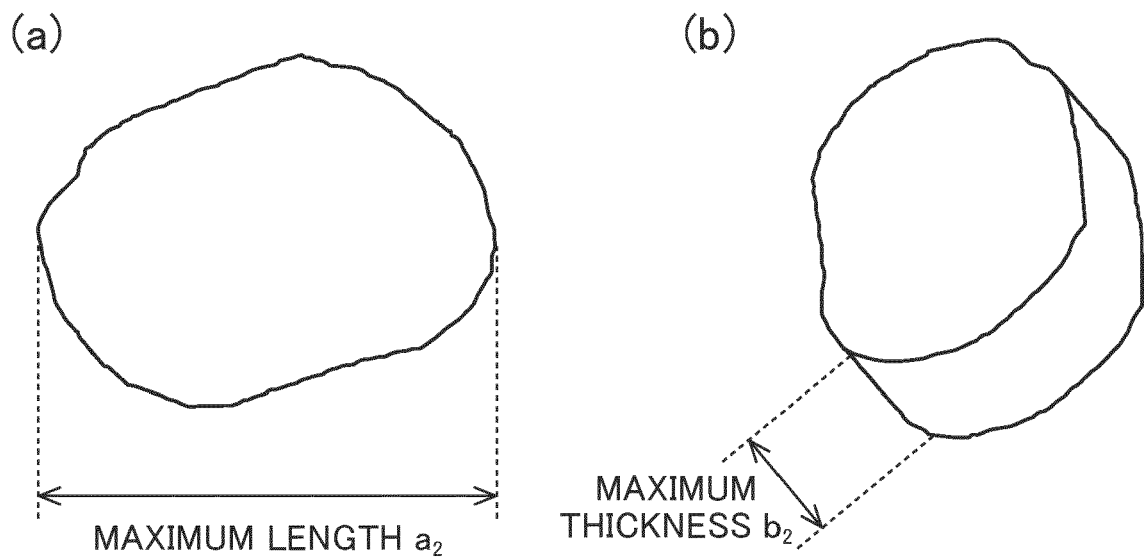 (a)
(b)
MAXIMUM LENGTH a₂
MAXIMUM
THICKNESS b₂